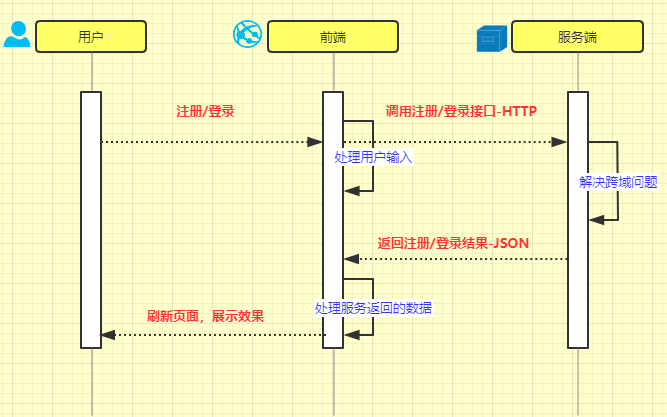 用户
前端
服务端
注册/登录
调用注册/登录接口-HTTP
处理用户输入
解决跨域问题
返回注册/登录结果-JSON
处理服务返回的数据
刷新页面，展示效果